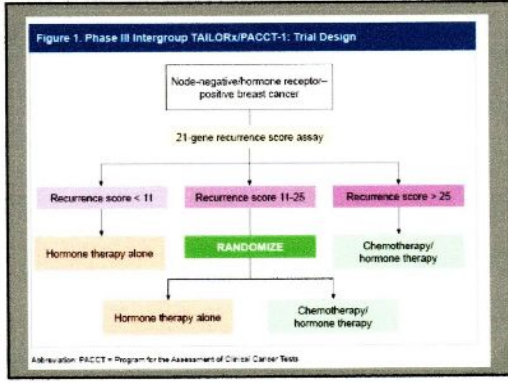 Figure 1. Phase III Intergroup TAILORx/PACCT-1: Trial Design
Node-negative/hormone receptor–
positive breast cancer
21-gene recurrence score assay
Recurrence score < 11
Recurrence score 11-25
Recurrence score > 25
Hormone therapy alone
RANDOMIZE
Chemotherapy/
hormone therapy
Hormone therapy alone
Chemotherapy/
hormone therapy
Abbreviation: PACCT = Program for the Assessment of Clinical Cancer Tests